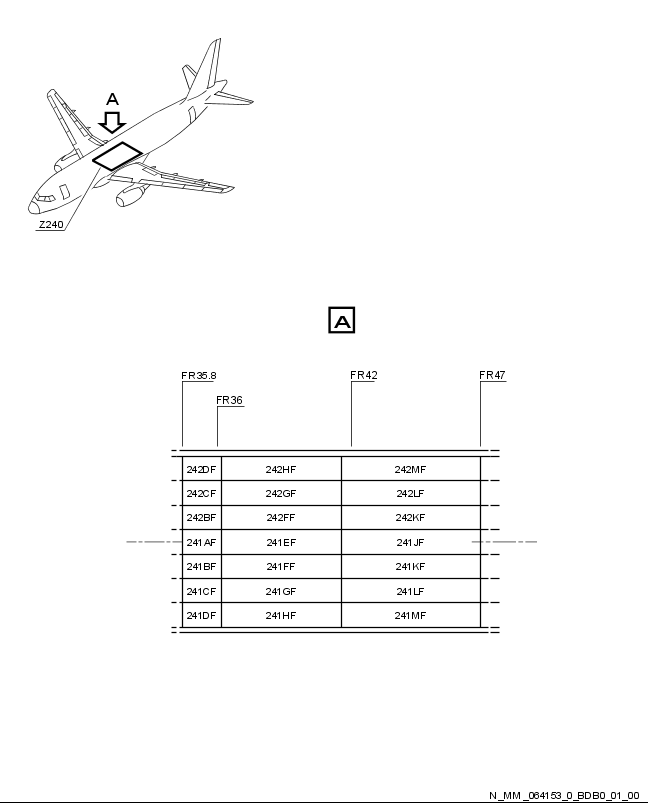 A
Z240
A
FR35.8 FR42 FR47
FR36
242DF 242HF 242MF
242CF 242GF 242LF
242BF 242FF 242KF
241AF 241EF 241JF
241BF 241FF 241KF
241CF 241GF 241LF
241DF 241HF 241MF
N_MM_064153_0_BDB0_01_00